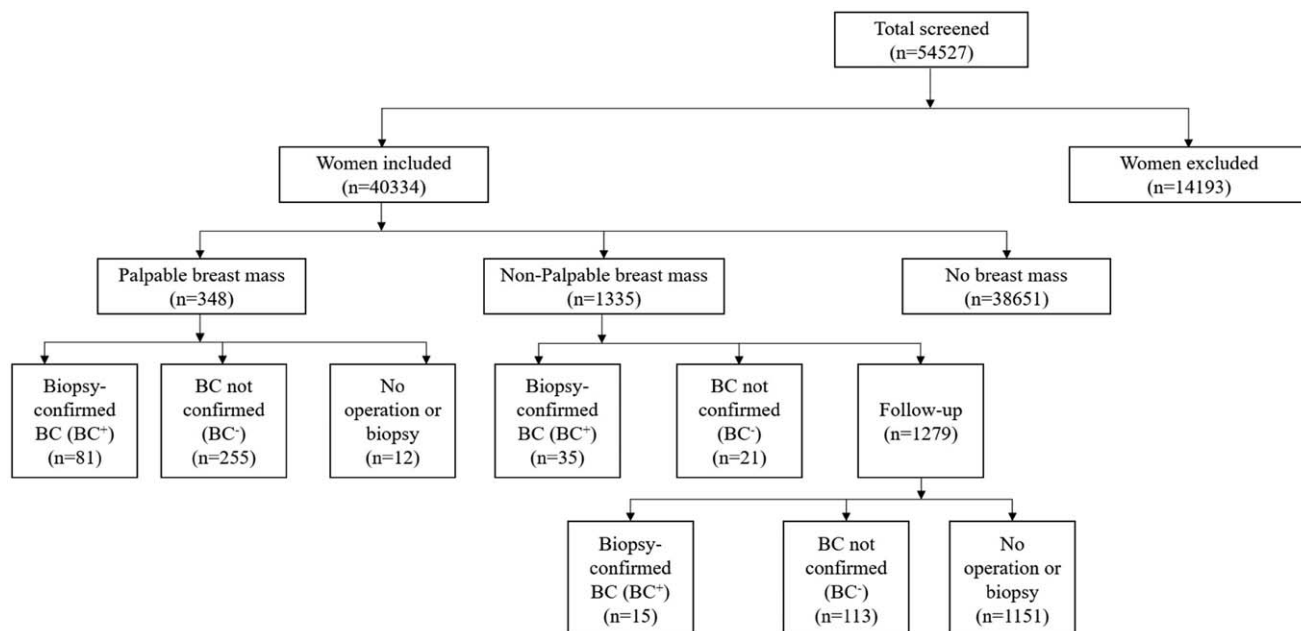 Total screened
(n=54527)
Women included
(n=40334)
Women excluded
(n=14193)
Palpable breast mass
(n=348)
Non-Palpable breast mass
(n=1335)
No breast mass
(n=38651)
Biopsy-
confirmed
BC (BC⁺)
(n=81)
BC not
confirmed
(BC⁻)
(n=255)
No
operation or
biopsy
(n=12)
Biopsy-
confirmed
BC (BC⁺)
(n=35)
BC not
confirmed
(BC⁻)
(n=21)
Follow-up
(n=1279)
Biopsy-
confirmed
BC (BC⁺)
(n=15)
BC not
confirmed
(BC⁻)
(n=113)
No
operation or
biopsy
(n=1151)